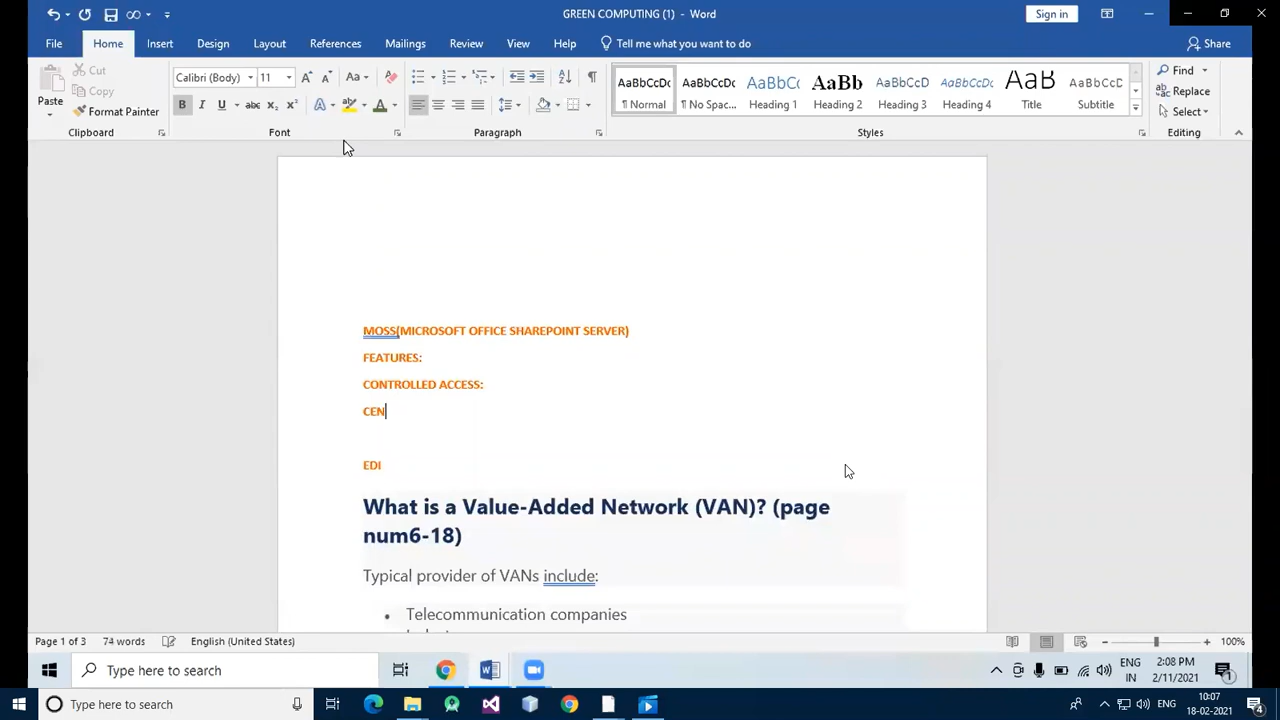 GREEN COMPUTING (1) - Word
Sign in
File Home Insert Design Layout References Mailings Review View Help Tell me what you want to do Share
Paste Cut Copy Format Painter
Calibri (Body) 11
AaBbCcDc AaBbCcDc AaBbCc AaBb AaBbCcD AaBbCcD AaB AaBbCcC
¶ Normal ¶ No Spac... Heading 1 Heading 2 Heading 3 Heading 4 Title Subtitle
Find Replace Select
Clipboard Font Paragraph Styles Editing
MOSS(MICROSOFT OFFICE SHAREPOINT SERVER)
FEATURES:
CONTROLLED ACCESS:
CEN
EDI
What is a Value-Added Network (VAN)? (page
num6-18)
Typical provider of VANs include:
• Telecommunication companies
Page 1 of 3 74 words English (United States) 100%
Type here to search ENG IN 2:08 PM 2/11/2021 1
Type here to search ENG 10:07 18-02-2021 4